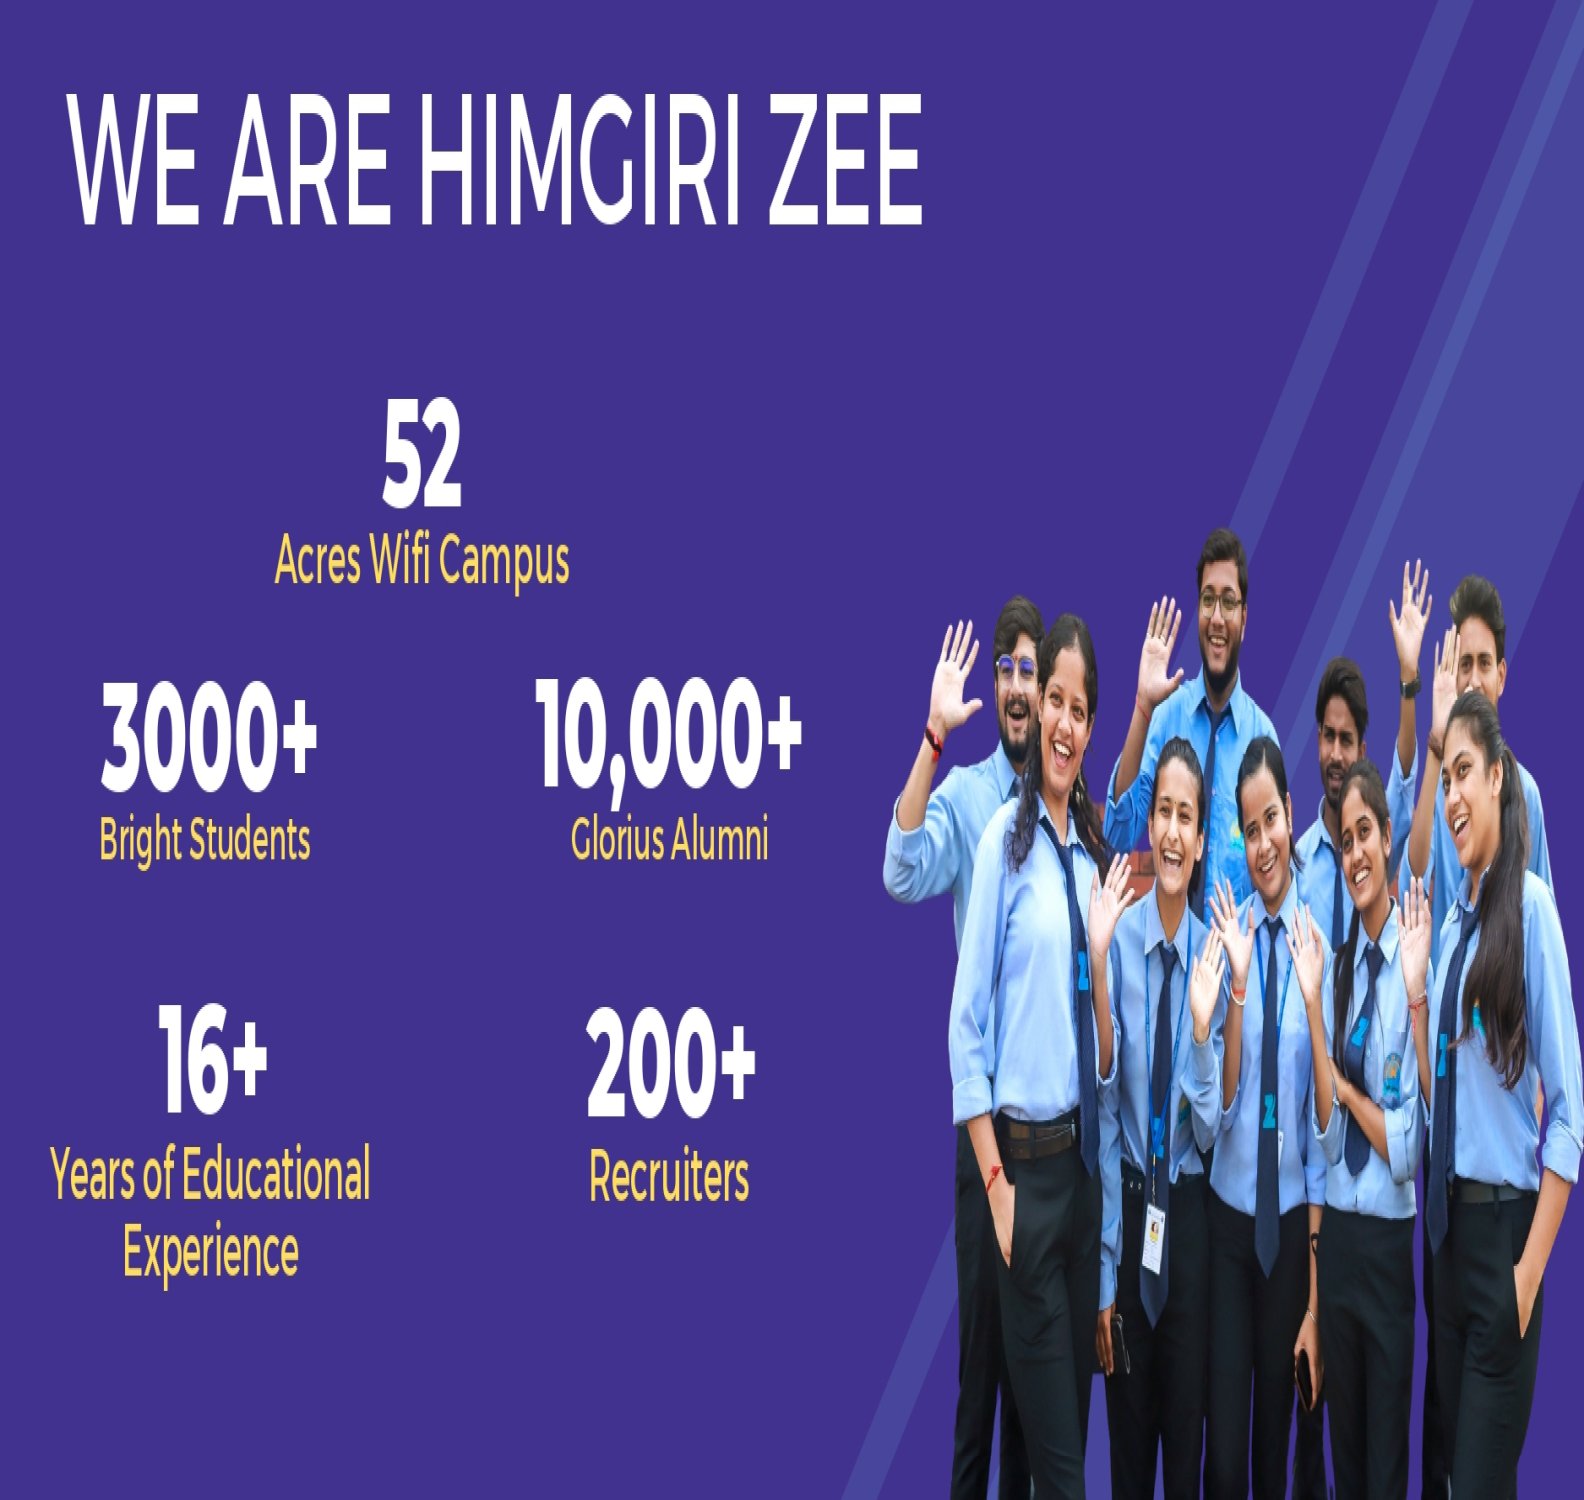 WE ARE HIMGIRI ZEE
52
Acres Wifi Campus
3000+
Bright Students
10,000+
Glorius Alumni
16+
Years of Educational
Experience
200+
Recruiters
Z
Z
Z
Z
Z